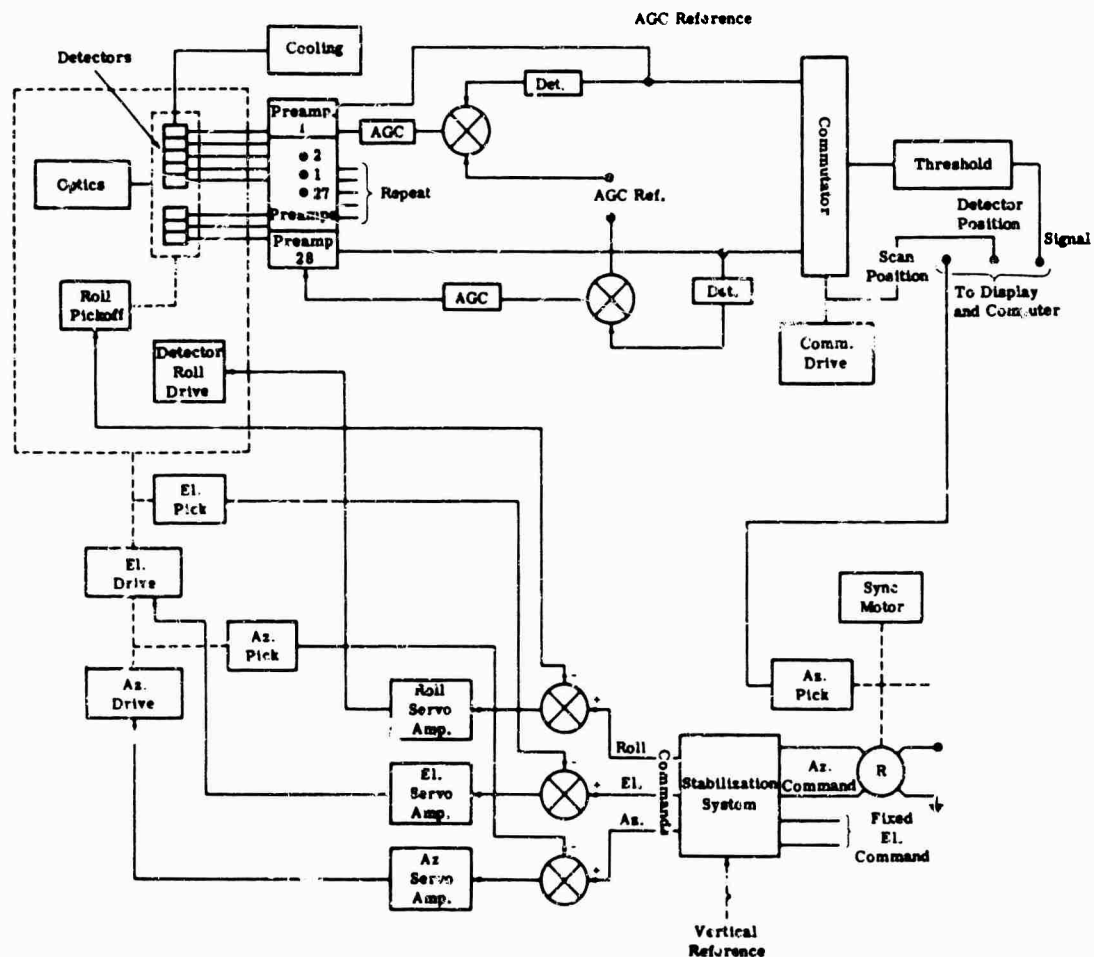 AGC Reference
Cooling
Detectors
Det.
Preamp.
1
AGC
Commutator
2
1
27
Preamps
Repeat
Optics
AGC Ref.
Threshold
Detector
Position
Signal
Preamp
28
Scan
Position
Roll
Pickoff
AGC
Det.
To Display
and Computer
Comm.
Drive
Detector
Roll
Drive
El.
Pick
El.
Drive
Sync
Motor
Az.
Pick
Az.
Drive
Az.
Pick
Roll
Servo
Amp.
-
+
Roll
Commands
Stabilization
System
Az.
Command
R
El.
Servo
Amp.
-
+
El.
Fixed
El.
Command
Az.
Az
Servo
Amp.
-
+
Vertical
Reference